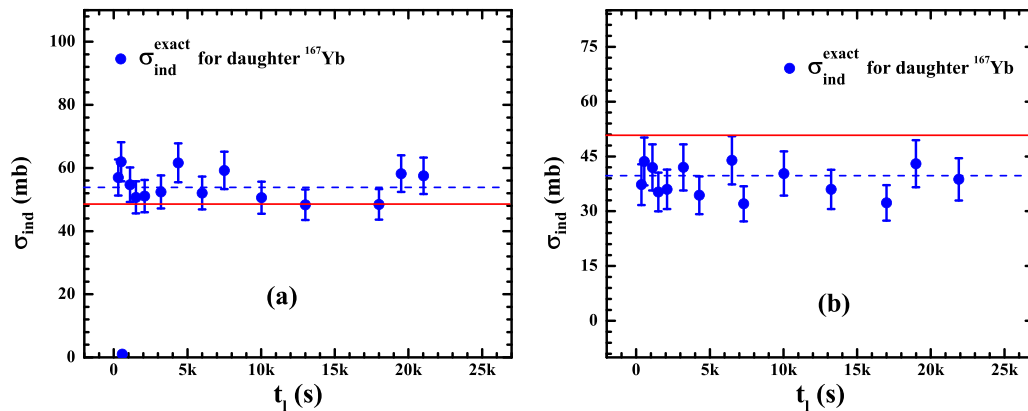 100
80
60
40
20
0
σ_ind (mb)
σ_ind^exact for daughter ¹⁶⁷Yb
(a)
0 5k 10k 15k 20k 25k
t_l (s)
75
60
45
30
15
0
σ_ind (mb)
σ_ind^exact for daughter ¹⁶⁷Yb
(b)
0 5k 10k 15k 20k 25k
t_l (s)